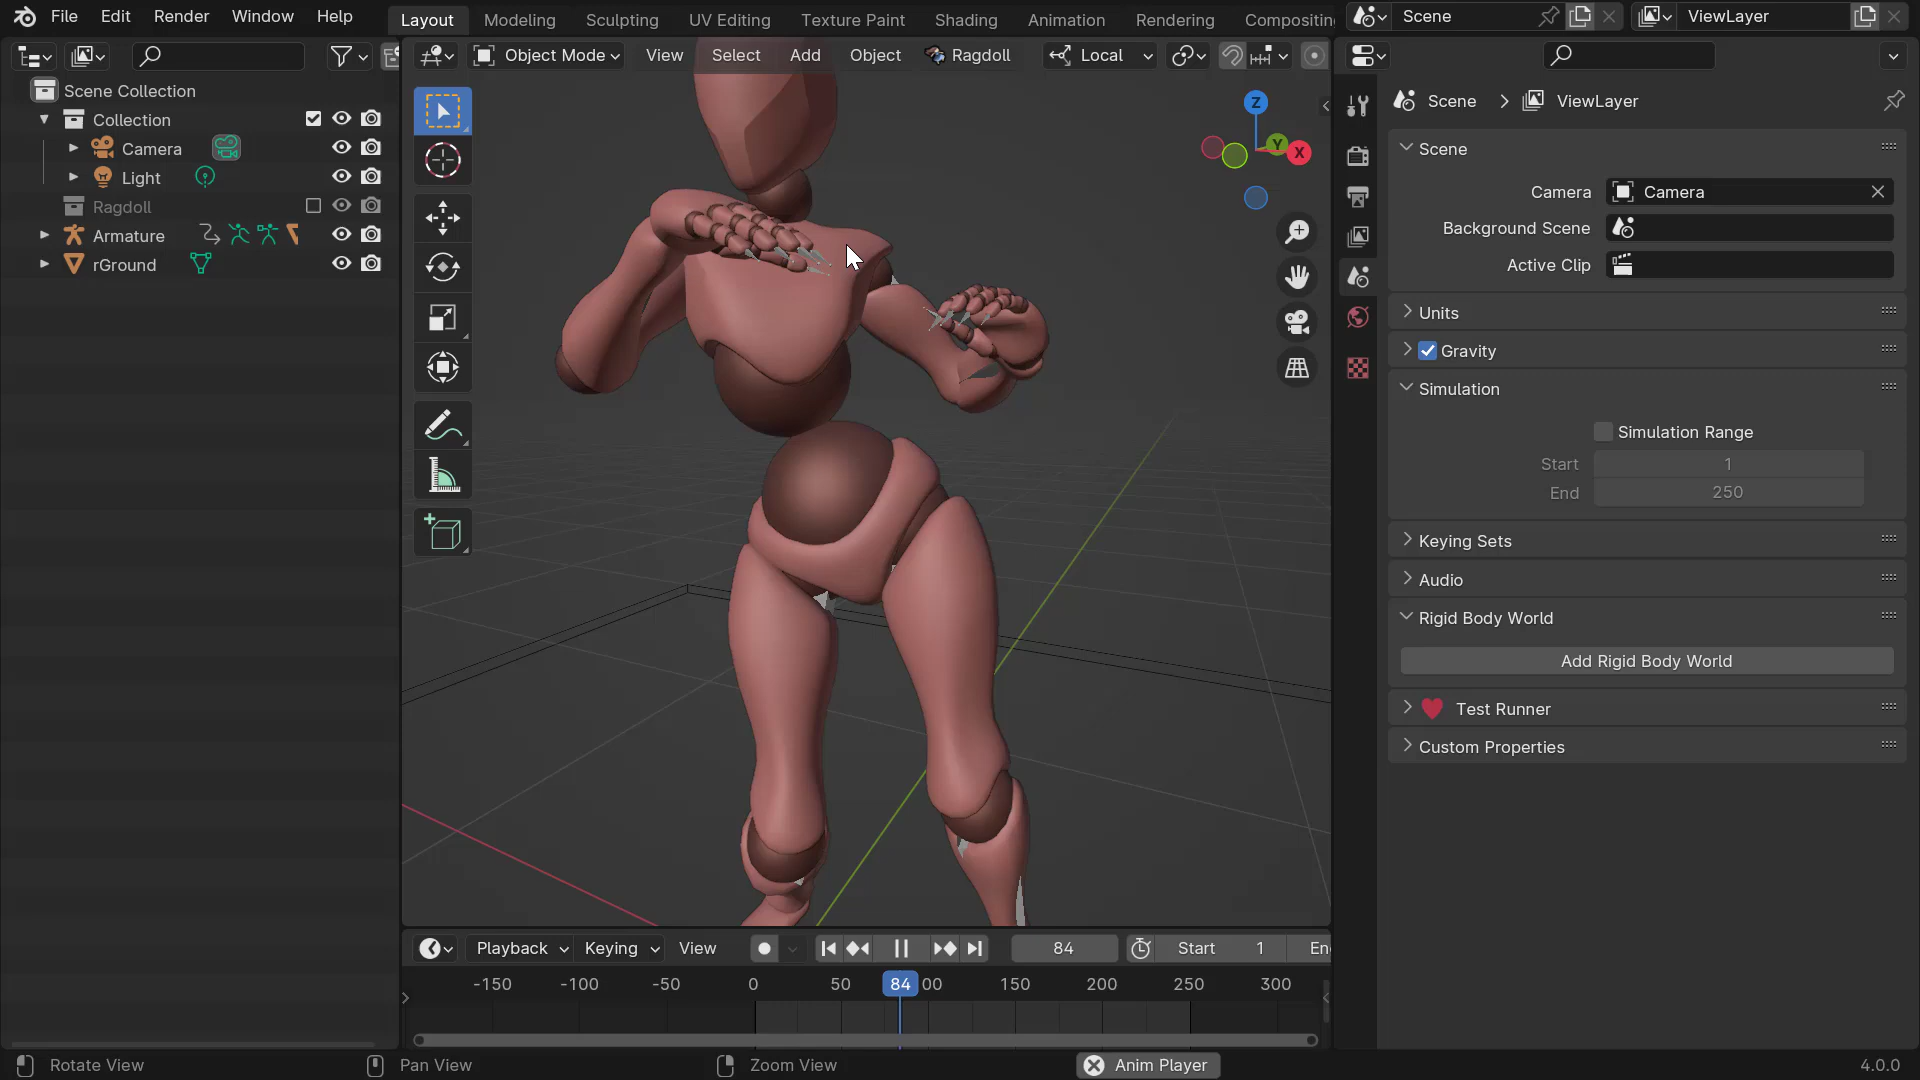 File Edit Render Window Help
Layout Modeling Sculpting UV Editing Texture Paint Shading Animation Rendering
Scene
ViewLayer
Object Mode View Select Add Object Ragdoll Local
Scene Collection
Collection
Camera
Light
Ragdoll
Armature
rGround
Z
Y
X
Scene > ViewLayer
Scene
Camera Camera
Background Scene
Active Clip
Units
Gravity
Simulation
Simulation Range
Start 1
End 250
Keying Sets
Audio
Rigid Body World
Add Rigid Body World
Test Runner
Custom Properties
Playback Keying View 84 Start 1
-150 -100 -50 0 50 84 00 150 200 250 300
Rotate View Pan View Zoom View Anim Player 4.0.0